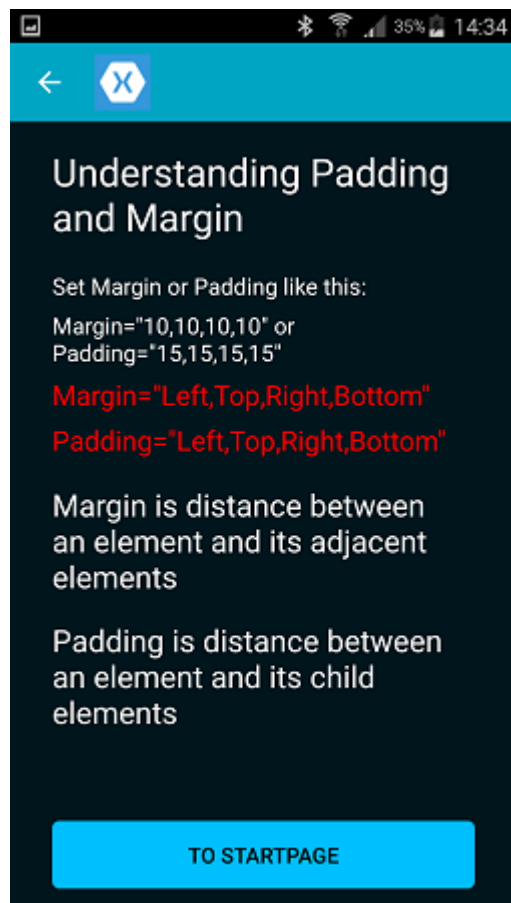 35% 14:34
Understanding Padding
and Margin
Set Margin or Padding like this:
Margin="10,10,10,10" or
Padding="15,15,15,15"
Margin="Left,Top,Right,Bottom"
Padding="Left,Top,Right,Bottom"
Margin is distance between
an element and its adjacent
elements
Padding is distance between
an element and its child
elements
TO STARTPAGE